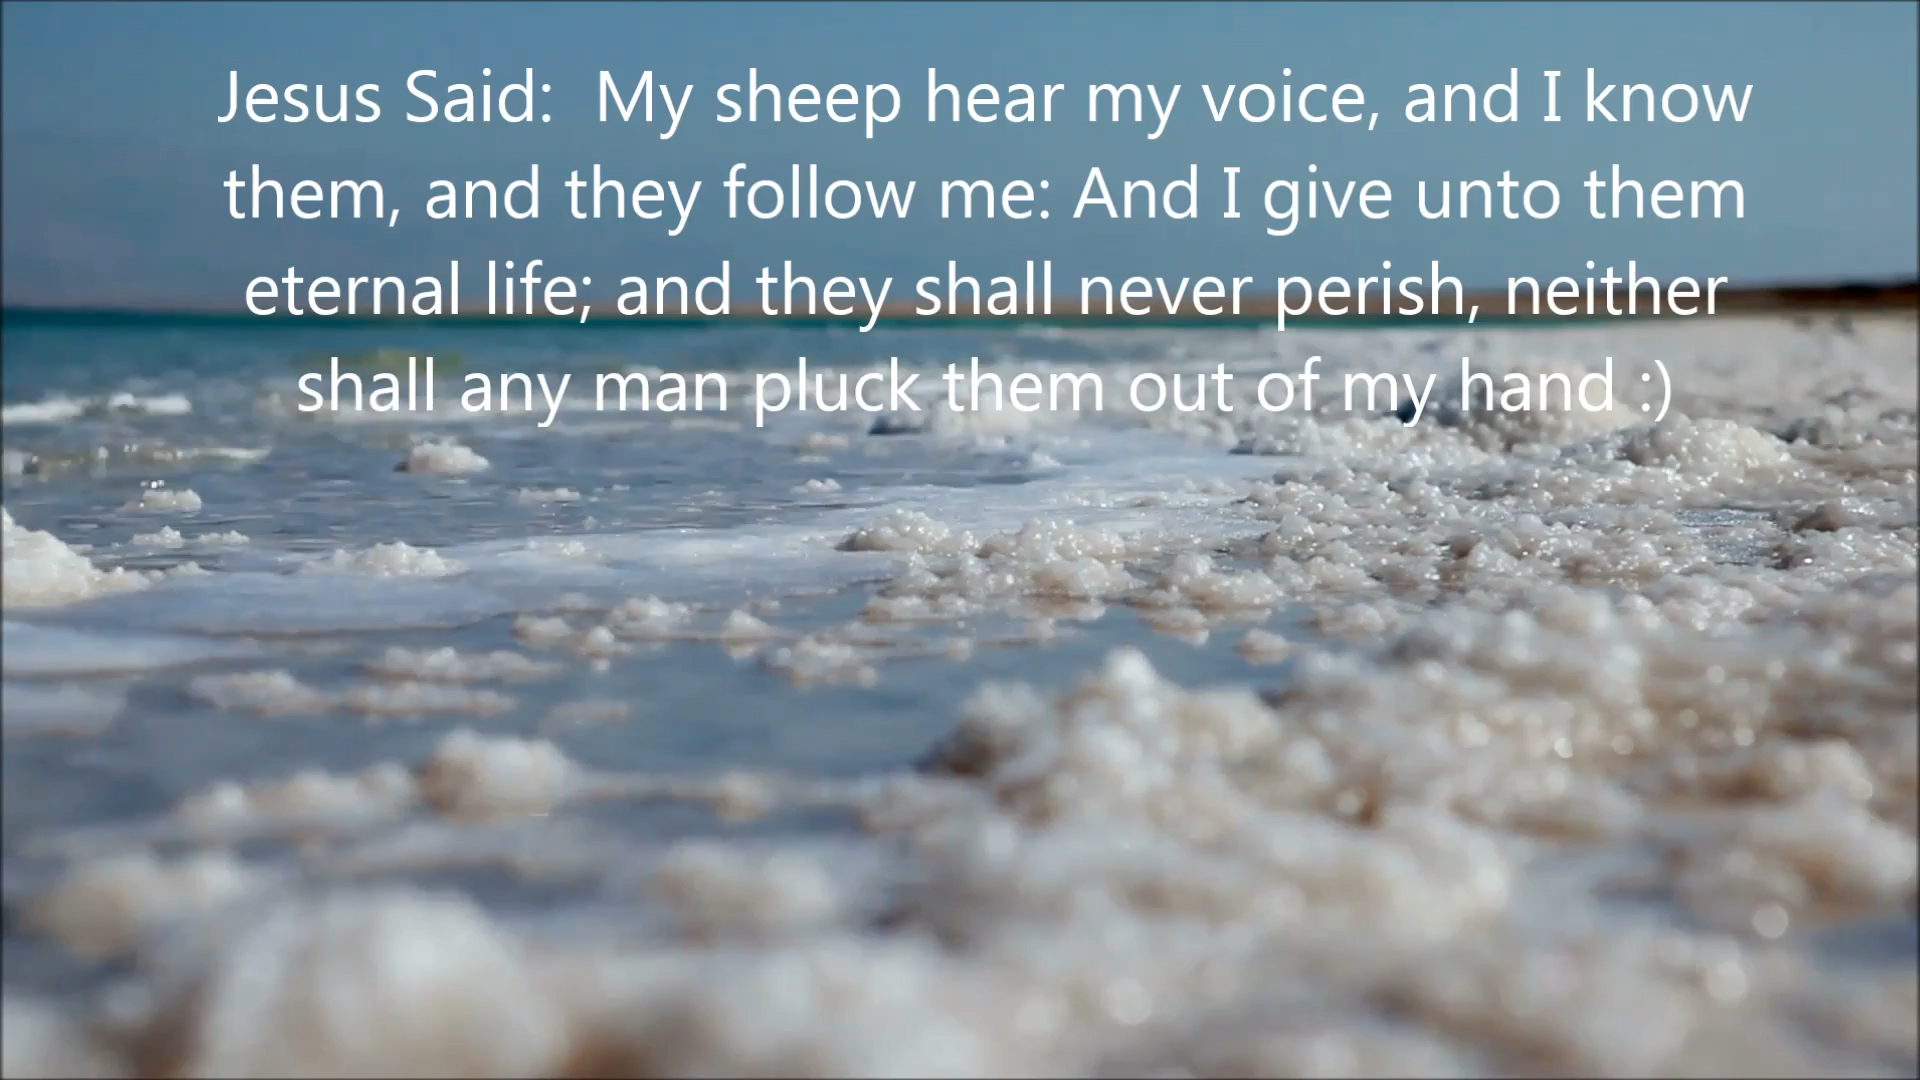 Jesus Said:  My sheep hear my voice, and I know
them, and they follow me: And I give unto them
eternal life; and they shall never perish, neither
shall any man pluck them out of my hand :)